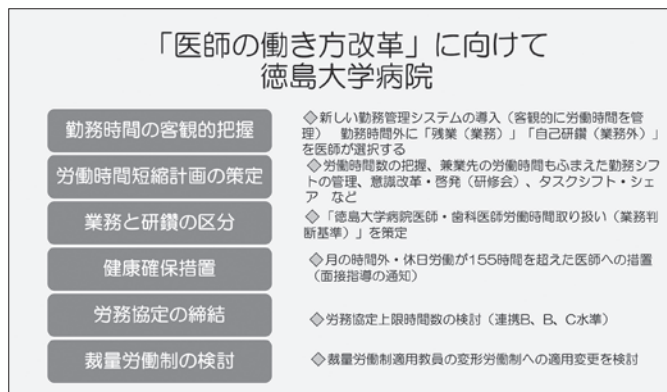 「医師の働き方改革」に向けて
徳島大学病院
勤務時間の客観的把握
◇新しい勤務管理システムの導入（客観的に労働時間を管
理）　勤務時間外に「残業（業務）」「自己研鑽（業務外）」
を医師が選択する
労働時間短縮計画の策定
◇労働時間数の把握、兼業先の労働時間もふまえた勤務シフ
トの管理、意識改革・啓発（研修会）、タスクシフト・シェ
ア　など
業務と研鑽の区分
◇「徳島大学病院医師・歯科医師労働時間取り扱い（業務判
断基準）」を策定
健康確保措置
◇月の時間外・休日労働が155時間を超えた医師への措置
（面接指導の通知）
労務協定の締結
◇労務協定上限時間数の検討（連携B、B、C水準）
裁量労働制の検討
◇裁量労働制適用教員の変形労働制への適用変更を検討